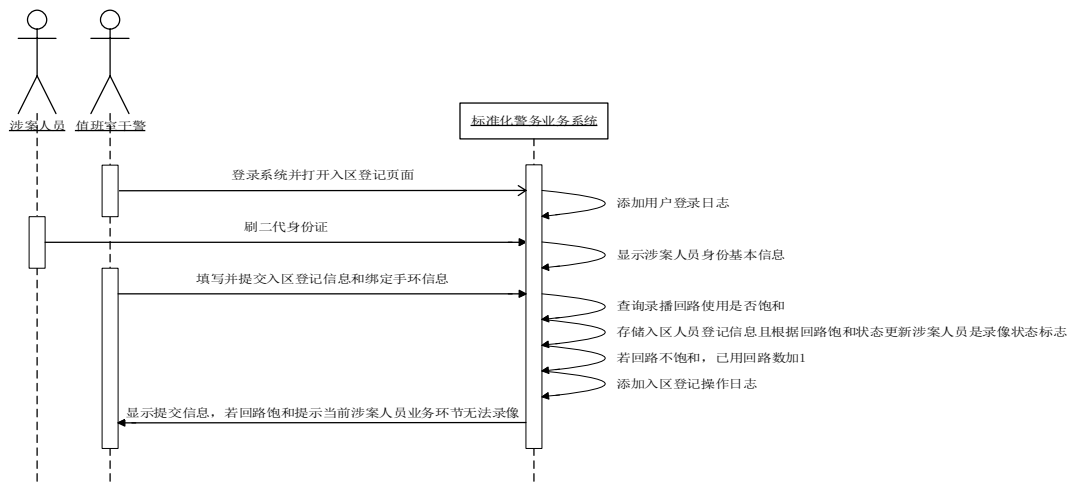 涉案人员
值班室干警
标准化警务业务系统
登录系统并打开入区登记页面
添加用户登录日志
刷二代身份证
显示涉案人员身份基本信息
填写并提交入区登记信息和绑定手环信息
查询录播回路使用是否饱和
存储入区人员登记信息且根据回路饱和状态更新涉案人员是录像状态标志
若回路不饱和，已用回路数加1
添加入区登记操作日志
显示提交信息，若回路饱和提示当前涉案人员业务环节无法录像